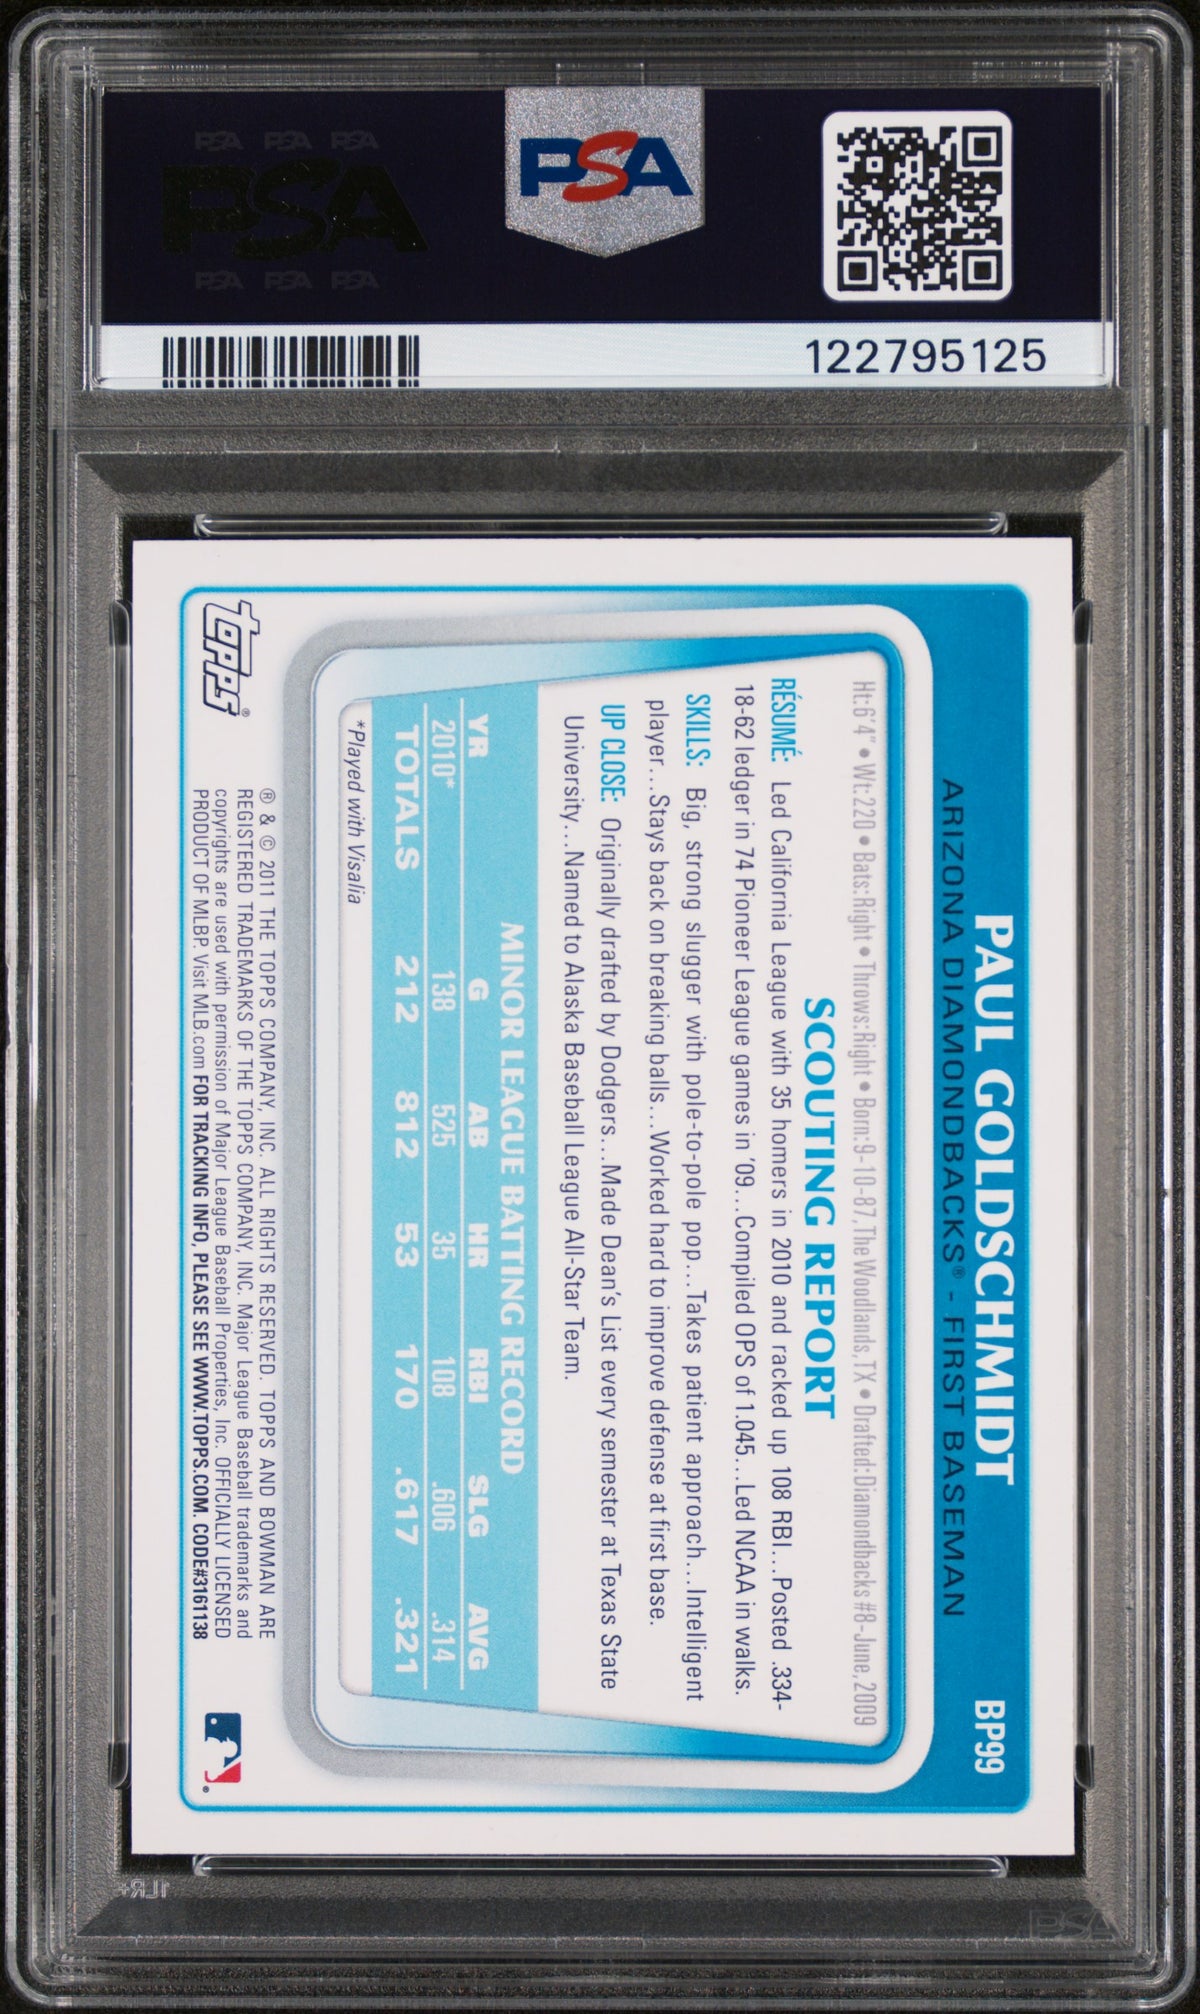 PSA PSA PSA
PSA
PSA PSA PSA
PSA
122795125
PAUL GOLDSCHMIDT
BP99
ARIZONA DIAMONDBACKS® - FIRST BASEMAN
Ht:6'4" • Wt:220 • Bats:Right • Throws:Right • Born:9-10-87,The Woodlands,TX • Drafted:Diamondbacks #8-June, 2009
SCOUTING REPORT
RÉSUMÉ: Led California League with 35 homers in 2010 and racked up 108 RBI...Posted .334-
18-62 ledger in 74 Pioneer League games in '09...Compiled OPS of 1.045...Led NCAA in walks.
SKILLS: Big, strong slugger with pole-to-pole pop...Takes patient approach...Intelligent
player...Stays back on breaking balls...Worked hard to improve defense at first base.
UP CLOSE: Originally drafted by Dodgers...Made Dean's List every semester at Texas State
University...Named to Alaska Baseball League All-Star Team.
MINOR LEAGUE BATTING RECORD
YR G AB HR RBI SLG AVG
2010* 138 525 35 108 .606 .314
TOTALS 212 812 53 170 .617 .321
*Played with Visalia
topps®
® & © 2011 THE TOPPS COMPANY, INC. ALL RIGHTS RESERVED. TOPPS AND BOWMAN ARE
REGISTERED TRADEMARKS OF THE TOPPS COMPANY, INC. Major League Baseball trademarks and
copyrights are used with permission of Major League Baseball Properties, Inc. OFFICIALLY LICENSED
PRODUCT OF MLBP. Visit MLB.com FOR TRACKING INFO, PLEASE SEE WWW.TOPPS.COM. CODE#3161138
1LR+
PSA